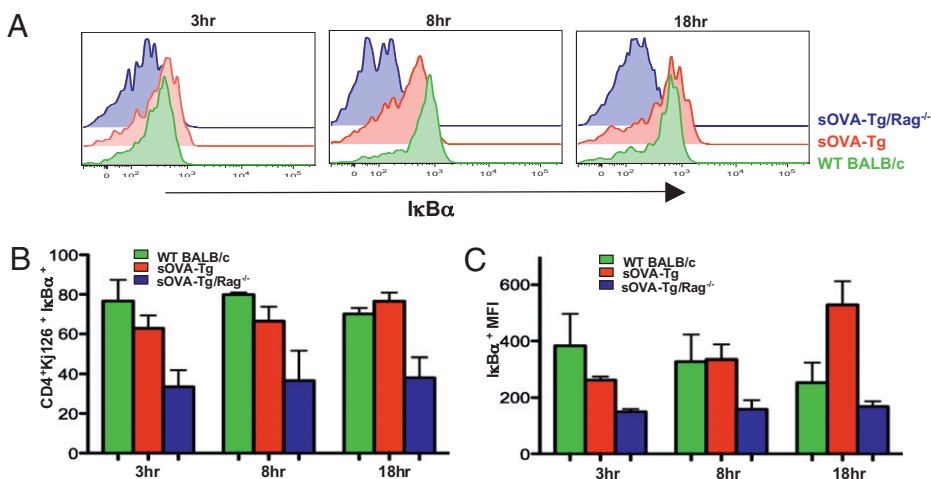 A
3hr
8hr
18hr
sOVA-Tg/Rag-/-
sOVA-Tg
WT BALB/c
0 10² 10³ 10⁴ 10⁵
0 10² 10³ 10⁴ 10⁵
0 10² 10³ 10⁴ 10⁵
IκBα
B
CD4⁺Kj126⁺ IκBα⁺
100
80
60
40
20
0
WT BALB/c
sOVA-Tg
sOVA-Tg/Rag-/-
3hr
8hr
18hr
C
IκBα⁺ MFI
600
400
200
0
WT BALB/c
sOVA-Tg
sOVA-Tg/Rag-/-
3hr
8hr
18hr